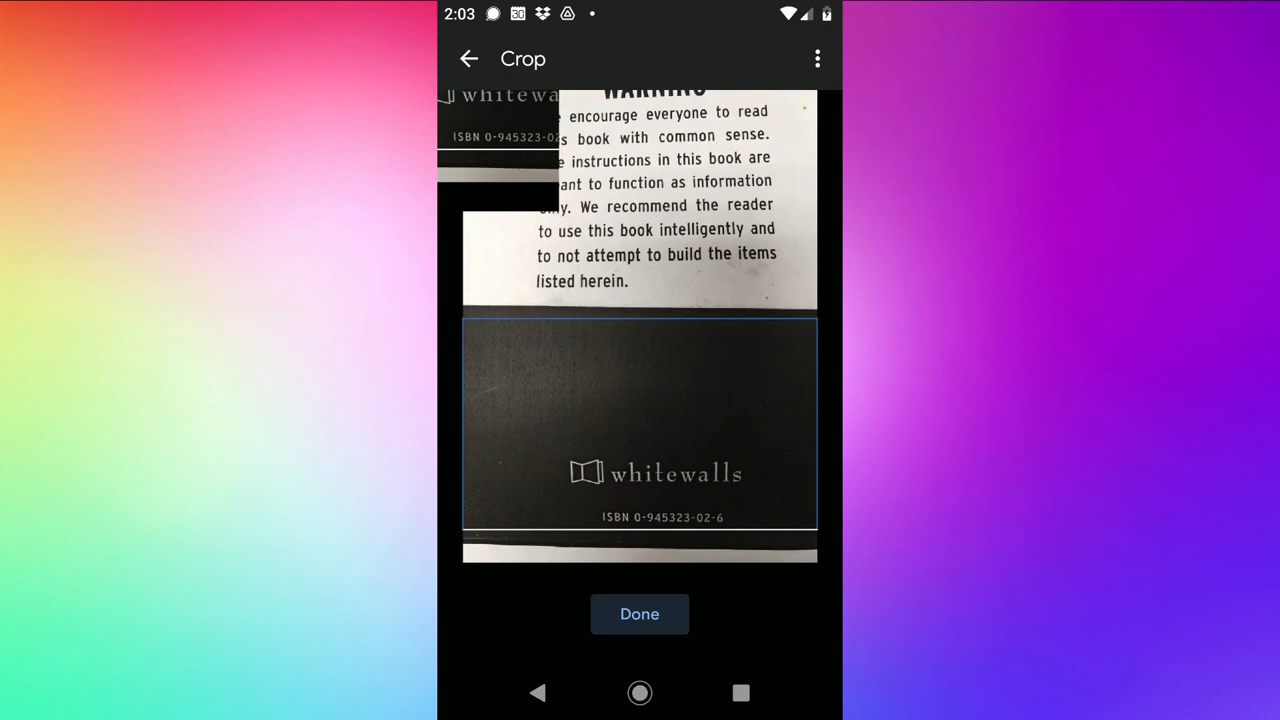 2:03
30
Crop
whitewa
ISBN 0-945323-02
WARNING
encourage everyone to read
s book with common sense.
e instructions in this book are
ant to function as information
We recommend the reader
to use this book intelligently and
to not attempt to build the items
listed herein.
whitewalls
ISBN 0-945323-02-6
Done